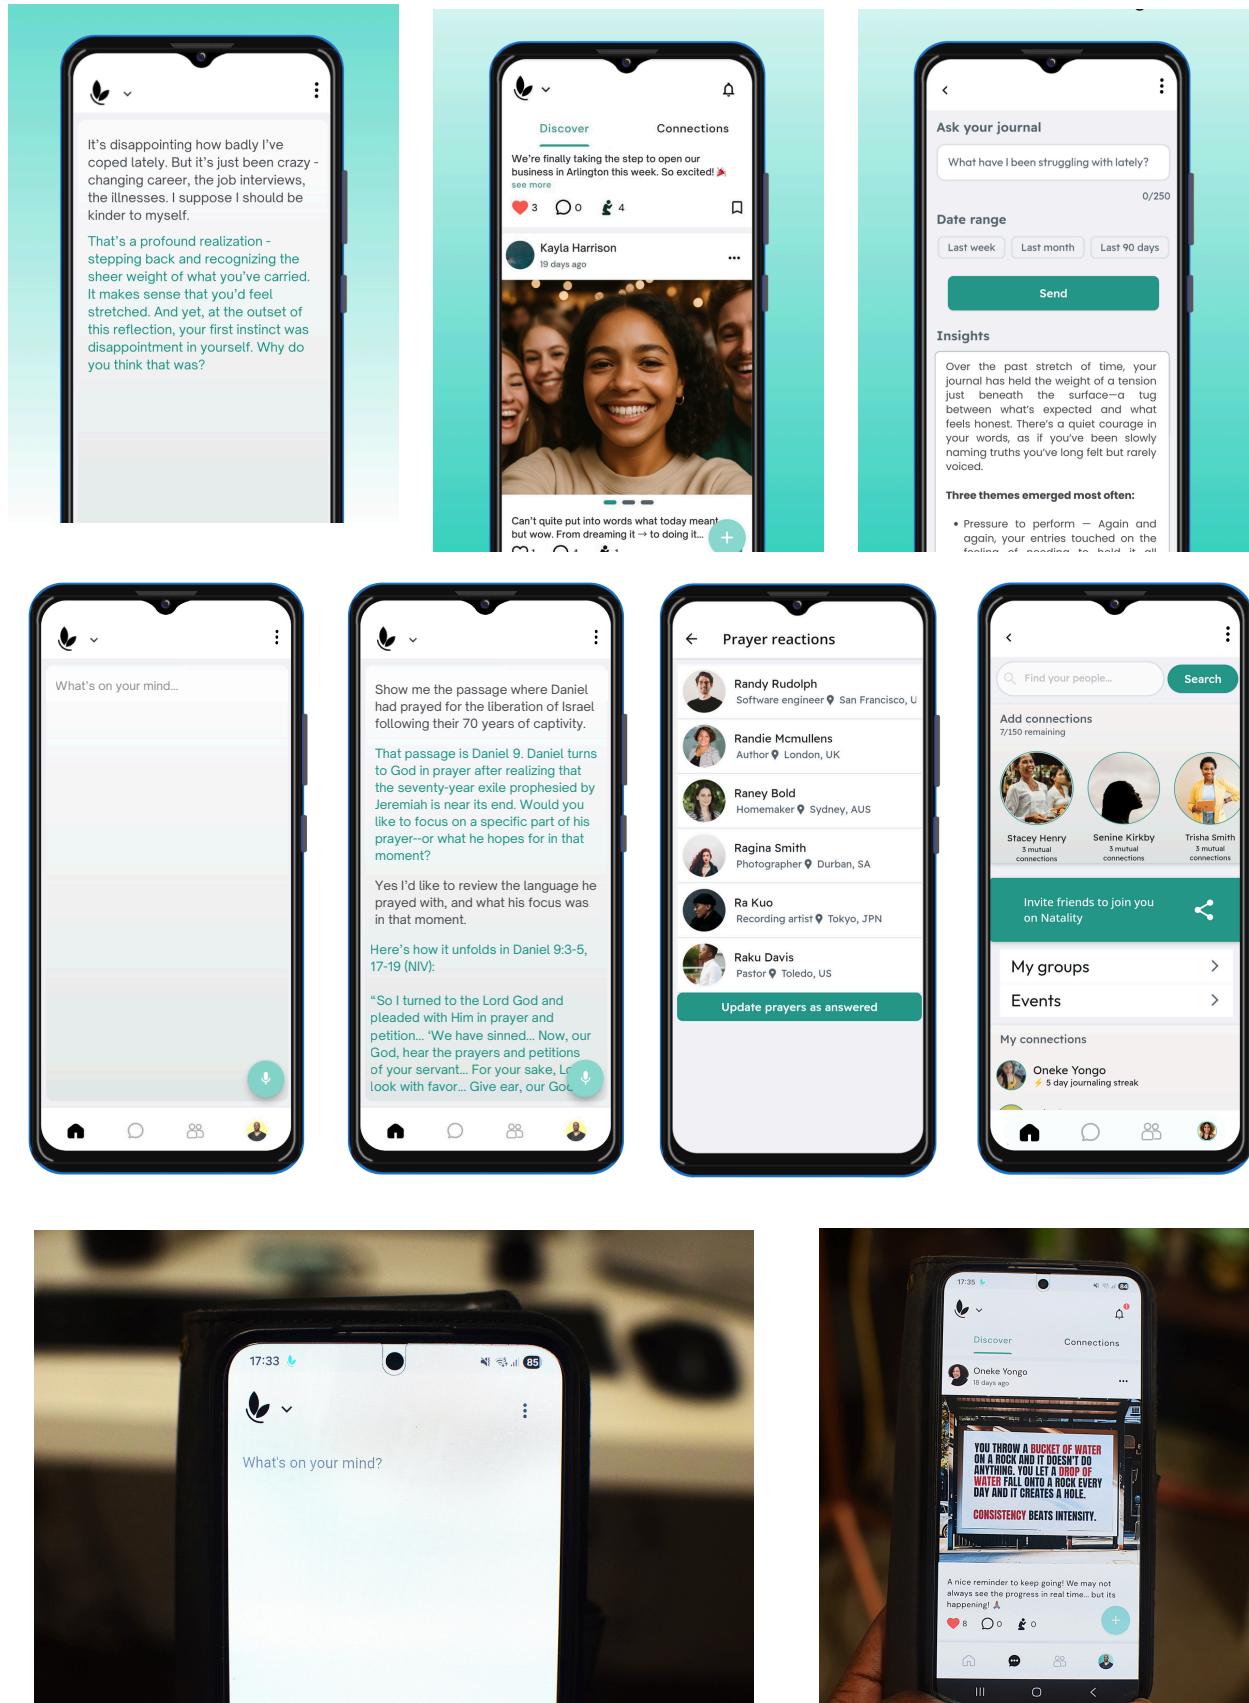 It's disappointing how badly I've
coped lately. But it's just been crazy -
changing career, the job interviews,
the illnesses. I suppose I should be
kinder to myself.
That's a profound realization -
stepping back and recognizing the
sheer weight of what you've carried.
It makes sense that you'd feel
stretched. And yet, at the outset of
this reflection, your first instinct was
disappointment in yourself. Why do
you think that was?
Discover
Connections
We're finally taking the step to open our
business in Arlington this week. So excited! 🎉
see more
3
0
4
Kayla Harrison
19 days ago
Can't quite put into words what today meant
but wow. From dreaming it → to doing it...
Ask your journal
What have I been struggling with lately?
0/250
Date range
Last week
Last month
Last 90 days
Send
Insights
Over the past stretch of time, your
journal has held the weight of a tension
just beneath the surface—a tug
between what's expected and what
feels honest. There's a quiet courage in
your words, as if you've been slowly
naming truths you've long felt but rarely
voiced.
Three themes emerged most often:
• Pressure to perform — Again and
again, your entries touched on the
feeling of needing to hold it all
What's on your mind...
Show me the passage where Daniel
had prayed for the liberation of Israel
following their 70 years of captivity.
That passage is Daniel 9. Daniel turns
to God in prayer after realizing that
the seventy-year exile prophesied by
Jeremiah is near its end. Would you
like to focus on a specific part of his
prayer--or what he hopes for in that
moment?
Yes I'd like to review the language he
prayed with, and what his focus was
in that moment.
Here's how it unfolds in Daniel 9:3-5,
17-19 (NIV):
“So I turned to the Lord God and
pleaded with Him in prayer and
petition... ‘We have sinned... Now, our
God, hear the prayers and petitions
of your servant... For your sake,
look with favor... Give ear, our God
Prayer reactions
Randy Rudolph
Software engineer San Francisco, U
Randie Mcmullens
Author London, UK
Raney Bold
Homemaker Sydney, AUS
Ragina Smith
Photographer Durban, SA
Ra Kuo
Recording artist Tokyo, JPN
Raku Davis
Pastor Toledo, US
Update prayers as answered
Find your people...
Search
Add connections
7/150 remaining
Stacey Henry
3 mutual
connections
Senine Kirkby
3 mutual
connections
Trisha Smith
3 mutual
connections
Invite friends to join you
on Natality
My groups
Events
My connections
Oneke Yongo
⚡ 5 day journaling streak
17:33
85
What's on your mind?
17:35
84
1
Discover
Connections
Oneke Yongo
18 days ago
YOU THROW A BUCKET OF WATER
ON A ROCK AND IT DOESN'T DO
ANYTHING. YOU LET A DROP OF
WATER FALL ONTO A ROCK EVERY
DAY AND IT CREATES A HOLE.
CONSISTENCY BEATS INTENSITY.
A nice reminder to keep going! We may not
always see the progress in real time... but its
happening! 🙏🏾
8
0
0